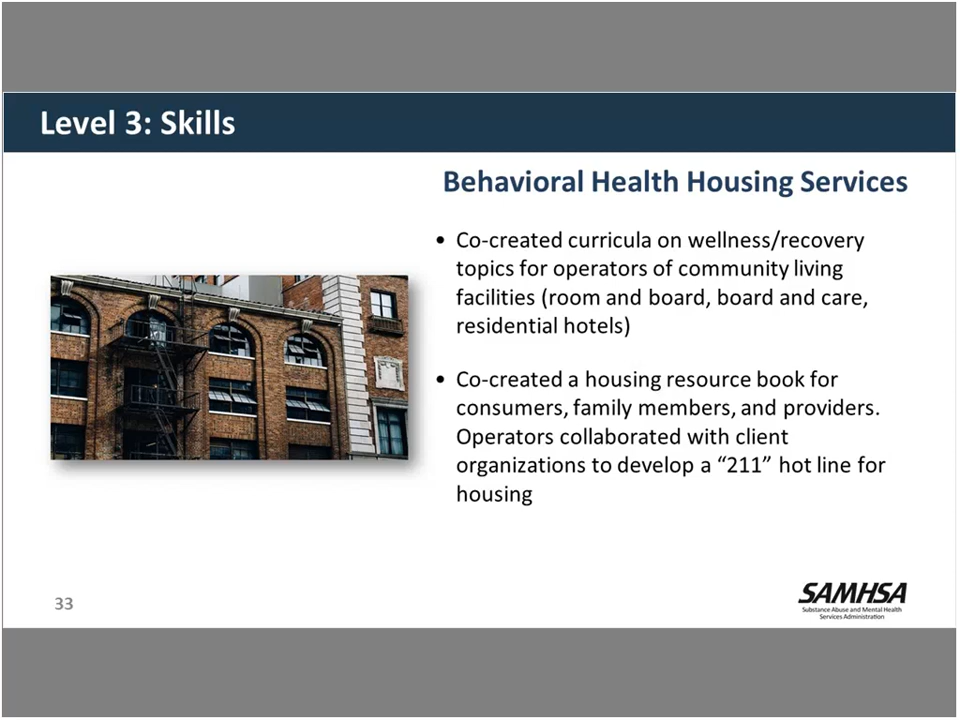 Level 3: Skills
Behavioral Health Housing Services
• Co-created curricula on wellness/recovery
topics for operators of community living
facilities (room and board, board and care,
residential hotels)
• Co-created a housing resource book for
consumers, family members, and providers.
Operators collaborated with client
organizations to develop a “211” hot line for
housing
33
SAMHSA
Substance Abuse and Mental Health
Services Administration